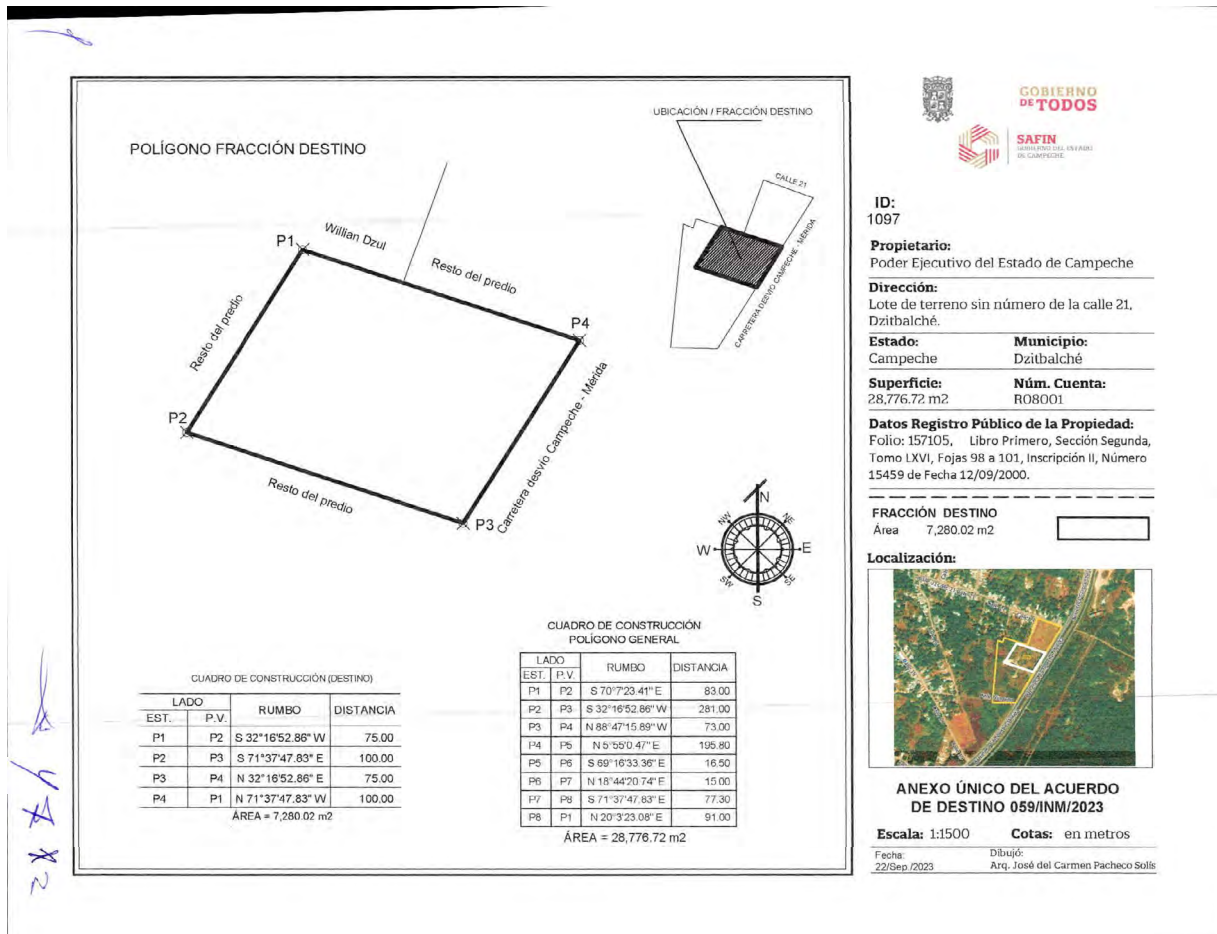 POLÍGONO FRACCIÓN DESTINO
UBICACIÓN / FRACCIÓN DESTINO
CALLE 21
CARRETERA DESVIO CAMPECHE - MÉRIDA
P1
Willian Dzul
Resto del predio
P4
Resto del predio
P2
Carretera desvío Campeche - Mérida
Resto del predio
P3
N
NW
NE
W
E
SW
SE
S
CUADRO DE CONSTRUCCIÓN (DESTINO)
LADO RUMBO DISTANCIA
EST. P.V.
P1 P2 S 32°16'52.86" W 75.00
P2 P3 S 71°37'47.83" E 100.00
P3 P4 N 32°16'52.86" E 75.00
P4 P1 N 71°37'47.83" W 100.00
ÁREA = 7,280.02 m2
CUADRO DE CONSTRUCCIÓN
POLÍGONO GENERAL
LADO RUMBO DISTANCIA
EST. P.V.
P1 P2 S 70°7'23.41" E 83.00
P2 P3 S 32°16'52.86" W 281.00
P3 P4 N 88°47'15.89" W 73.00
P4 P5 N 5°55'0.47" E 195.80
P5 P6 S 69°16'33.36" E 16.50
P6 P7 N 18°44'20.74" E 15.00
P7 P8 S 71°37'47.83" E 77.30
P8 P1 N 20°3'23.08" E 91.00
ÁREA = 28,776.72 m2
GOBIERNO
DE TODOS
SAFIN
GOBIERNO DEL ESTADO
DE CAMPECHE
ID:
1097
Propietario:
Poder Ejecutivo del Estado de Campeche
Dirección:
Lote de terreno sin número de la calle 21,
Dzitbalché.
Estado: Municipio:
Campeche Dzitbalché
Superficie: Núm. Cuenta:
28,776.72 m2 R08001
Datos Registro Público de la Propiedad:
Folio: 157105, Libro Primero, Sección Segunda,
Tomo LXVI, Fojas 98 a 101, Inscripción II, Número
15459 de Fecha 12/09/2000.
FRACCIÓN DESTINO
Área 7,280.02 m2
Localización:
ANEXO ÚNICO DEL ACUERDO
DE DESTINO 059/INM/2023
Escala: 1:1500 Cotas: en metros
Fecha: Dibujó:
22/Sep./2023 Arq. José del Carmen Pacheco Solís